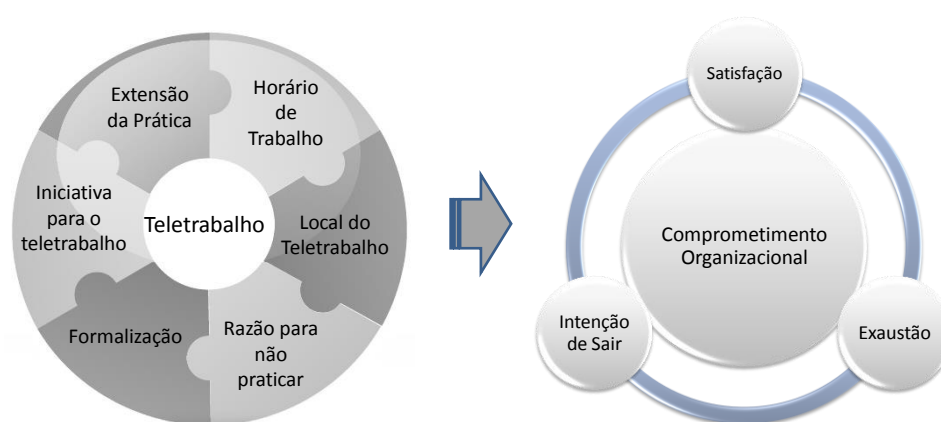 Extensão
da Prática
Horário
de
Trabalho
Iniciativa
para o
teletrabalho
Teletrabalho
Local do
Teletrabalho
Formalização
Razão para
não
praticar
Satisfação
Comprometimento
Organizacional
Intenção
de Sair
Exaustão